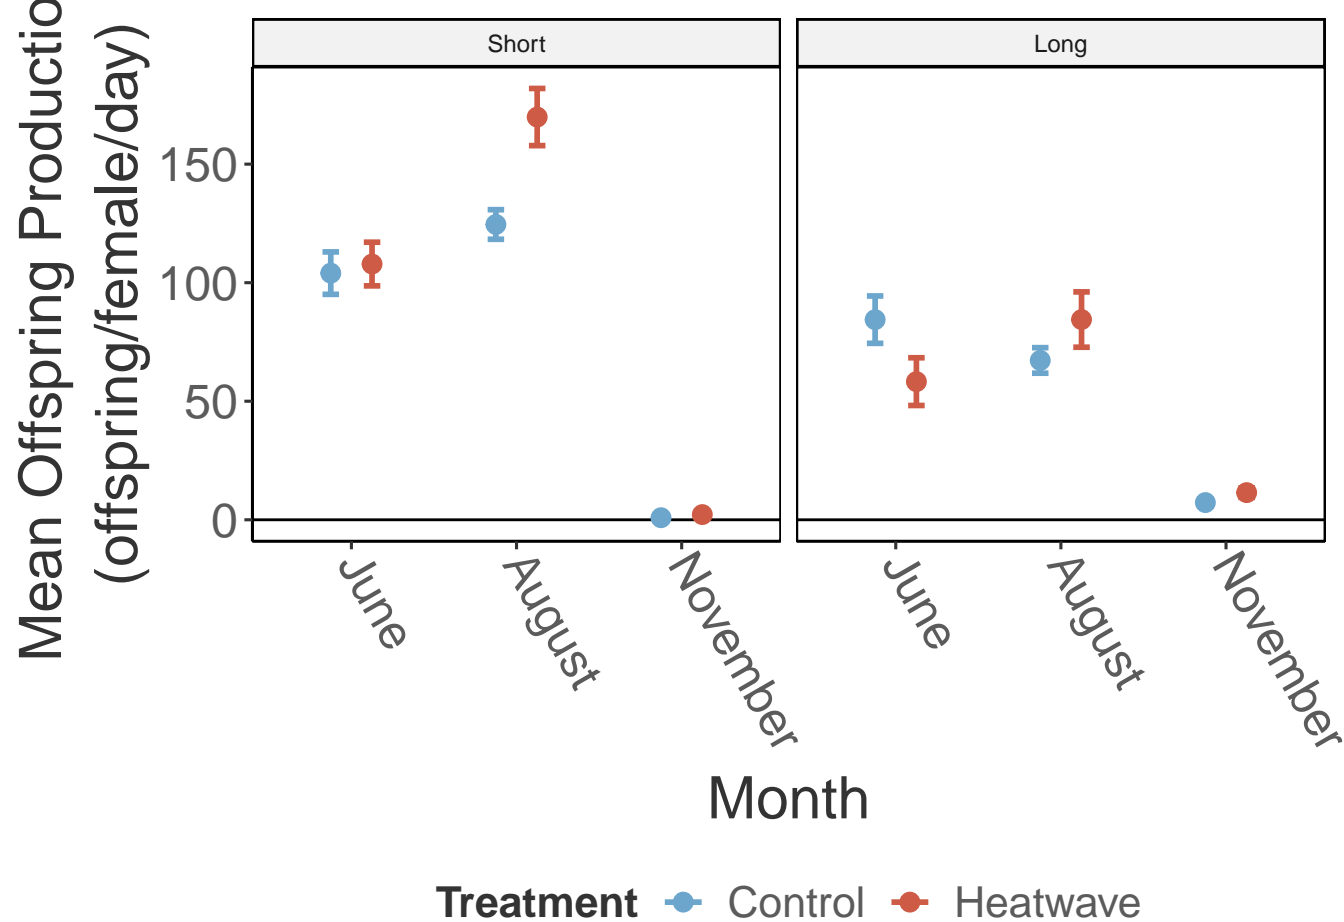 Mean Offspring Productio
(offspring/female/day)
Short
Long
150
100
50
0
June
August
November
June
August
November
Month
Treatment Control Heatwave